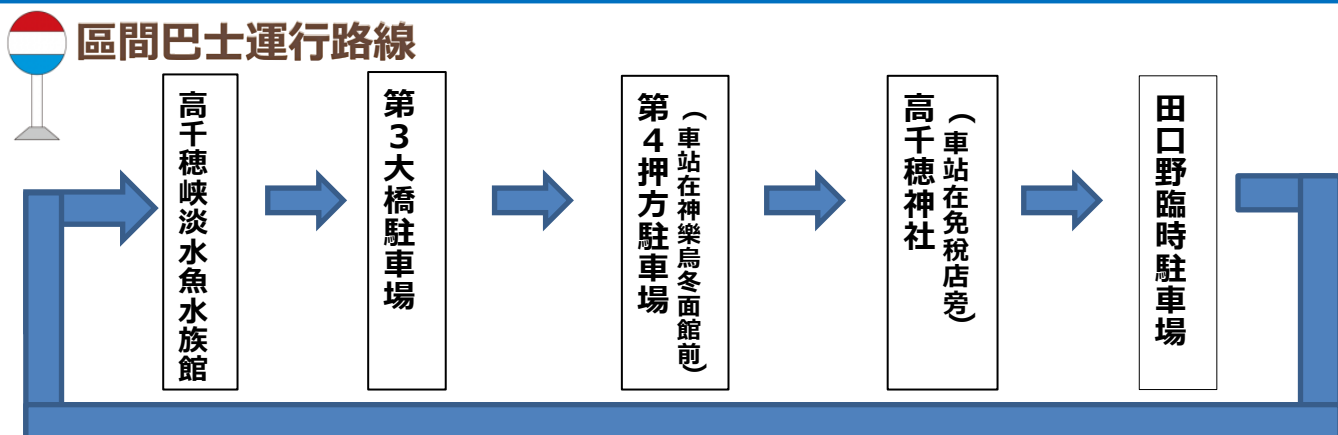 區間巴士運行路線
高千穂峡淡水魚水族館
第3大橋駐車場
第4押方駐車場
(車站在神樂烏冬面館前)
高千穂神社
(車站在免稅店旁)
田口野臨時駐車場